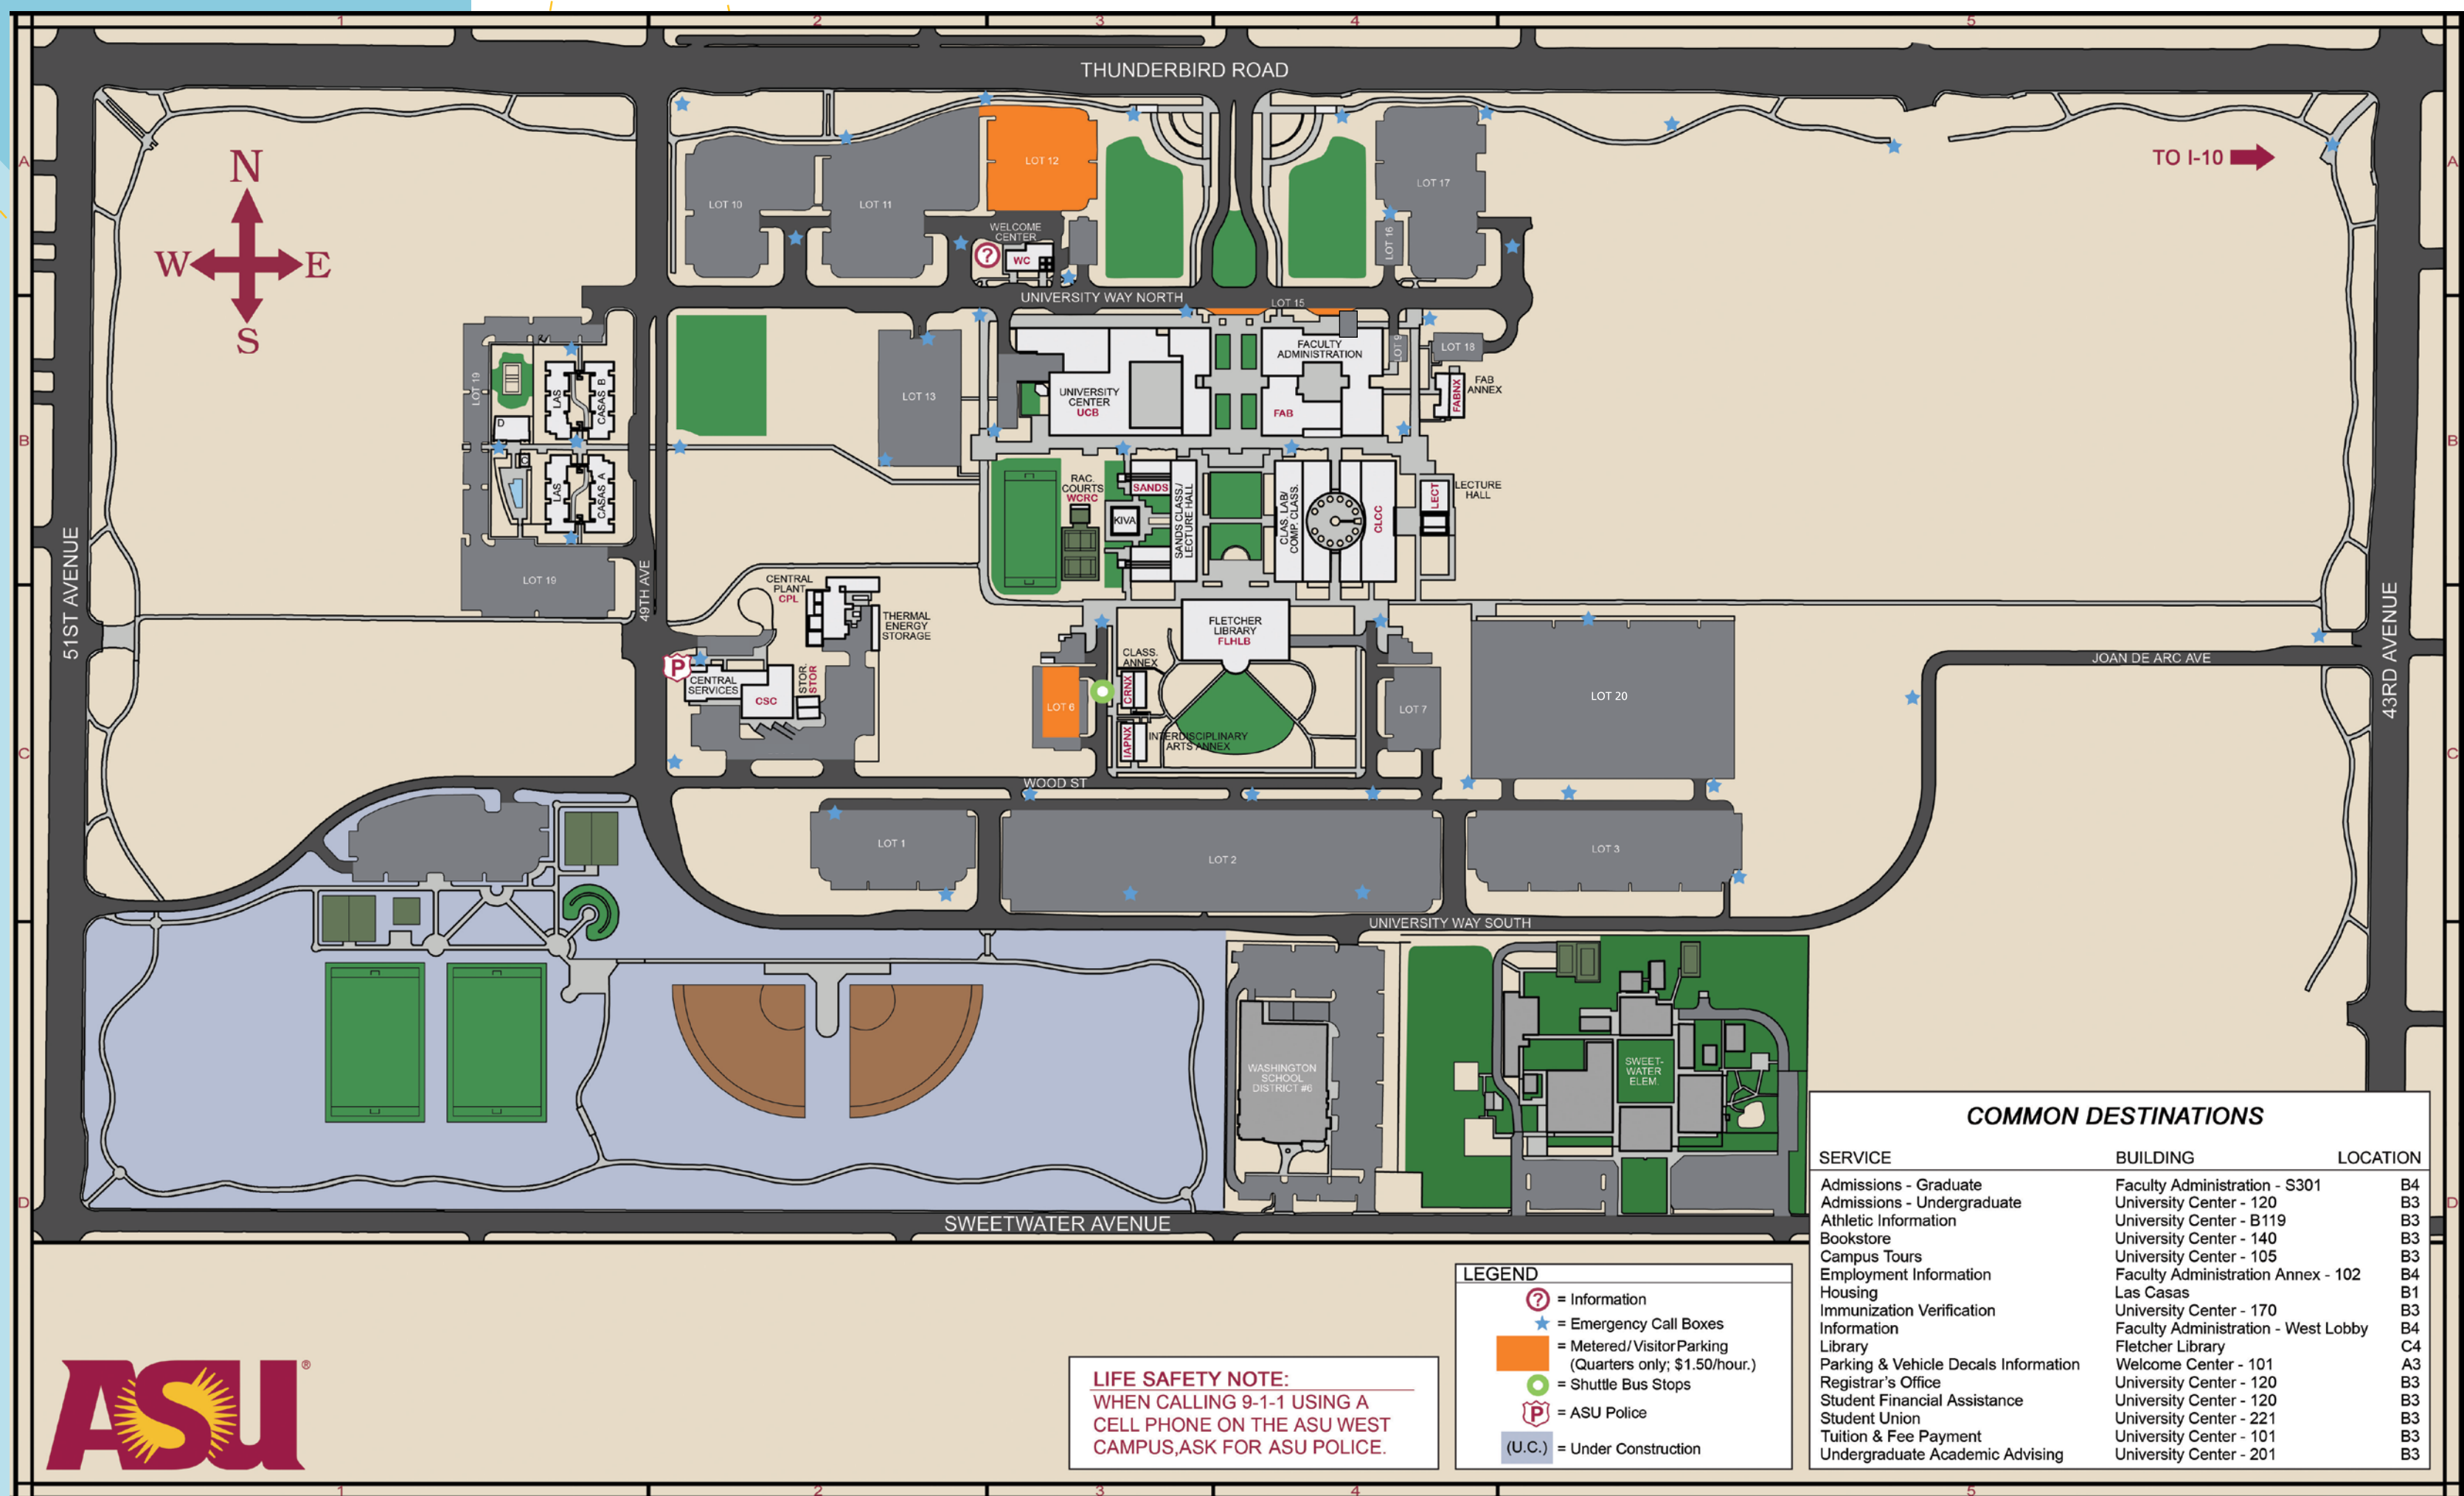 1 2 3 4 5
THUNDERBIRD ROAD
A
A
N
W E
S
TO I-10
LOT 10
LOT 11
LOT 12
LOT 17
LOT 16
WELCOME
CENTER
WC
?
UNIVERSITY WAY NORTH
LOT 15
B
B
LOT 19
LAS
CASAS B
D
LAS
CASAS A
C
LOT 19
LOT 13
UNIVERSITY
CENTER
UCB
FACULTY
ADMINISTRATION
FAB
LOT 9
LOT 18
FABNX
FAB
ANNEX
RAC.
COURTS
WCRC
SANDS
KIVA
SANDS CLASS./
LECTURE HALL
CLAS. LAB/
COMP. CLASS.
CLCC
LECT
LECTURE
HALL
51ST AVENUE
49TH AVE
43RD AVENUE
CENTRAL
PLANT
CPL
THERMAL
ENERGY
STORAGE
P
CENTRAL
SERVICES
CSC
STOR.
STOR
FLETCHER
LIBRARY
FLHLB
CLASS.
ANNEX
CRNX
IAPNX
INTERDISCIPLINARY
ARTS ANNEX
LOT 6
LOT 7
LOT 20
JOAN DE ARC AVE
C
C
WOOD ST
LOT 1
LOT 2
LOT 3
UNIVERSITY WAY SOUTH
WASHINGTON
SCHOOL
DISTRICT #6
SWEET-
WATER
ELEM.
D
D
SWEETWATER AVENUE
COMMON DESTINATIONS
SERVICE BUILDING LOCATION
Admissions - Graduate Faculty Administration - S301 B4
Admissions - Undergraduate University Center - 120 B3
Athletic Information University Center - B119 B3
Bookstore University Center - 140 B3
Campus Tours University Center - 105 B3
Employment Information Faculty Administration Annex - 102 B4
Housing Las Casas B1
Immunization Verification University Center - 170 B3
Information Faculty Administration - West Lobby B4
Library Fletcher Library C4
Parking & Vehicle Decals Information Welcome Center - 101 A3
Registrar's Office University Center - 120 B3
Student Financial Assistance University Center - 120 B3
Student Union University Center - 221 B3
Tuition & Fee Payment University Center - 101 B3
Undergraduate Academic Advising University Center - 201 B3
LEGEND
? = Information
= Emergency Call Boxes
= Metered/Visitor Parking
(Quarters only; $1.50/hour.)
= Shuttle Bus Stops
P = ASU Police
(U.C.) = Under Construction
LIFE SAFETY NOTE:
WHEN CALLING 9-1-1 USING A
CELL PHONE ON THE ASU WEST
CAMPUS,ASK FOR ASU POLICE.
ASU ®
1 2 3 4 5